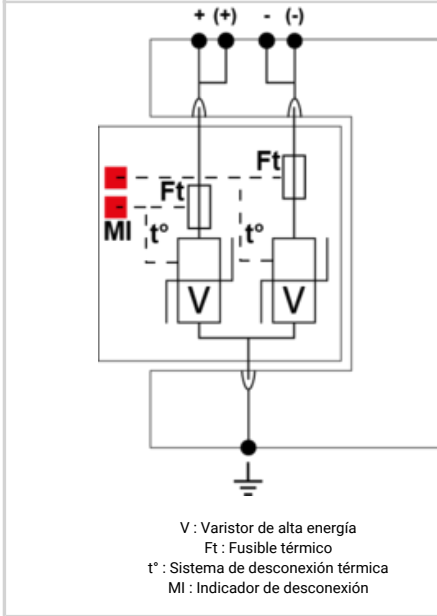 + (+) - (-)
Ft
Ft
MI
t°
t°
V
V
V : Varistor de alta energía
Ft : Fusible térmico
t° : Sistema de desconexión térmica
MI : Indicador de desconexión